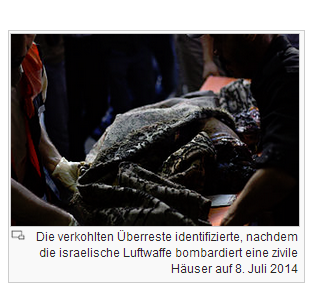 Die verkohlten Überreste identifizierte, nachdem
die israelische Luftwaffe bombardiert eine zivile
Häuser auf 8. Juli 2014